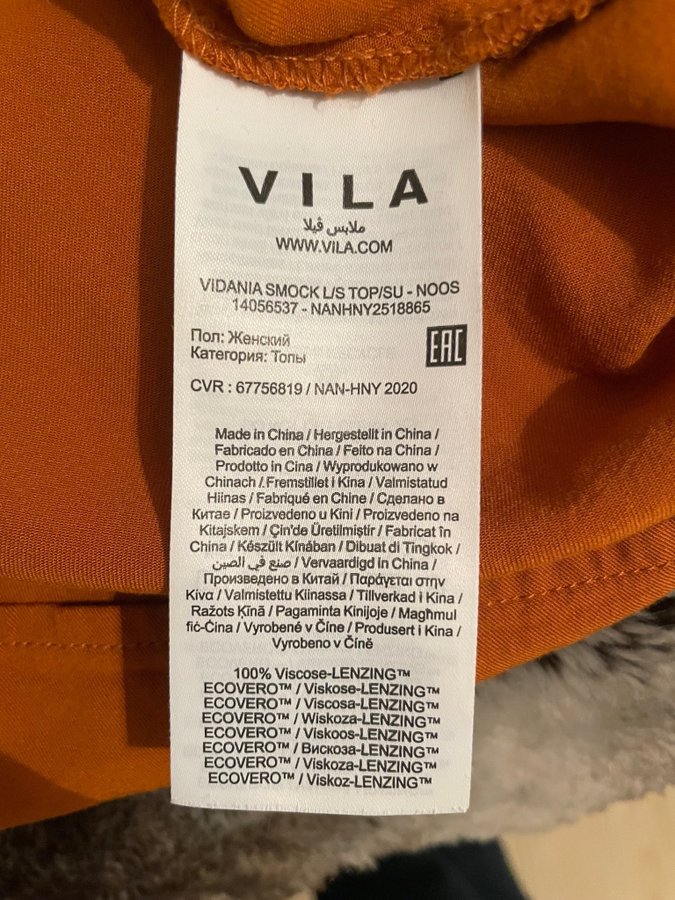 VILA
ملابس ڤيلا
WWW.VILA.COM
VIDANIA SMOCK L/S TOP/SU - NOOS
14056537 - NANHNY2518865
Пол: Женский
Категория: Топы
EAC
CVR : 67756819 / NAN-HNY 2020
Made in China / Hergestellt in China /
Fabricado en China / Feito na China /
Prodotto in Cina / Wyprodukowano w
Chinach / Fremstillet i Kina / Valmistatud
Hiinas / Fabriqué en Chine / Сделано в
Китае / Proizvedeno u Kini / Proizvedeno na
Kitajskem / Çin'de Üretilmiştir / Fabricat în
China / Készült Kínában / Dibuat di Tingkok /
صنع في الصين / Vervaardigd in China /
Произведено в Китай / Παράγεται στην
Κίνα / Valmistettu Kiinassa / Tillverkad i Kina /
Ražots Ķīnā / Pagaminta Kinijoje / Magħmul
fiċ-Ċina / Vyrobené v Číne / Produsert i Kina /
Vyrobeno v Číně
100% Viscose-LENZING™
ECOVERO™ / Viskose-LENZING™
ECOVERO™ / Viscosa-LENZING™
ECOVERO™ / Wiskoza-LENZING™
ECOVERO™ / Viskoos-LENZING™
ECOVERO™ / Вискоза-LENZING™
ECOVERO™ / Viskoza-LENZING™
ECOVERO™ / Viskoz-LENZING™